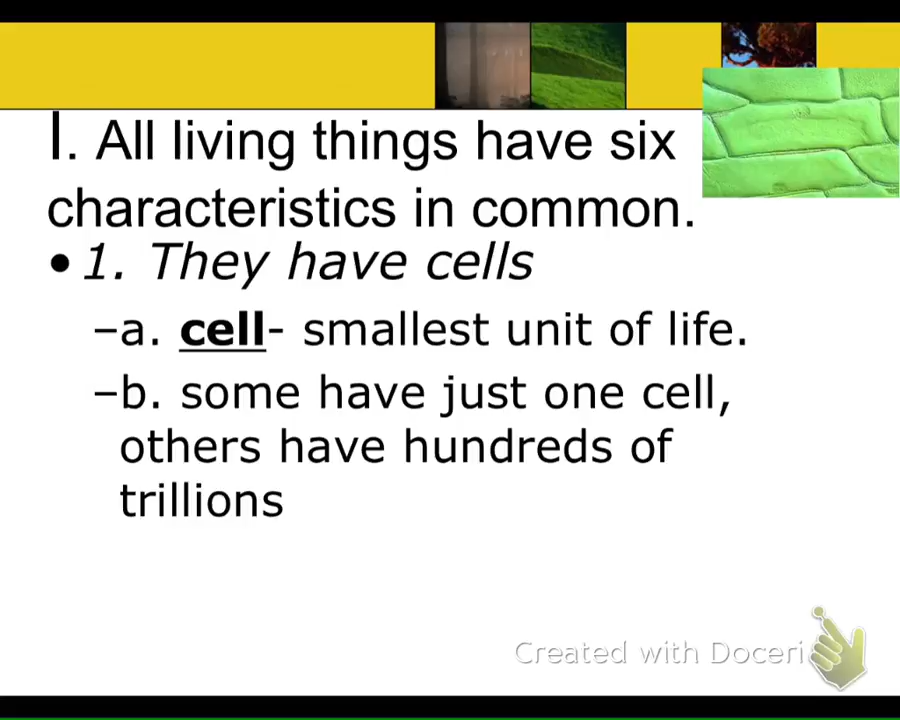 I. All living things have six
characteristics in common.
• 1. They have cells
–a. cell- smallest unit of life.
–b. some have just one cell,
others have hundreds of
trillions
Created with Doceri